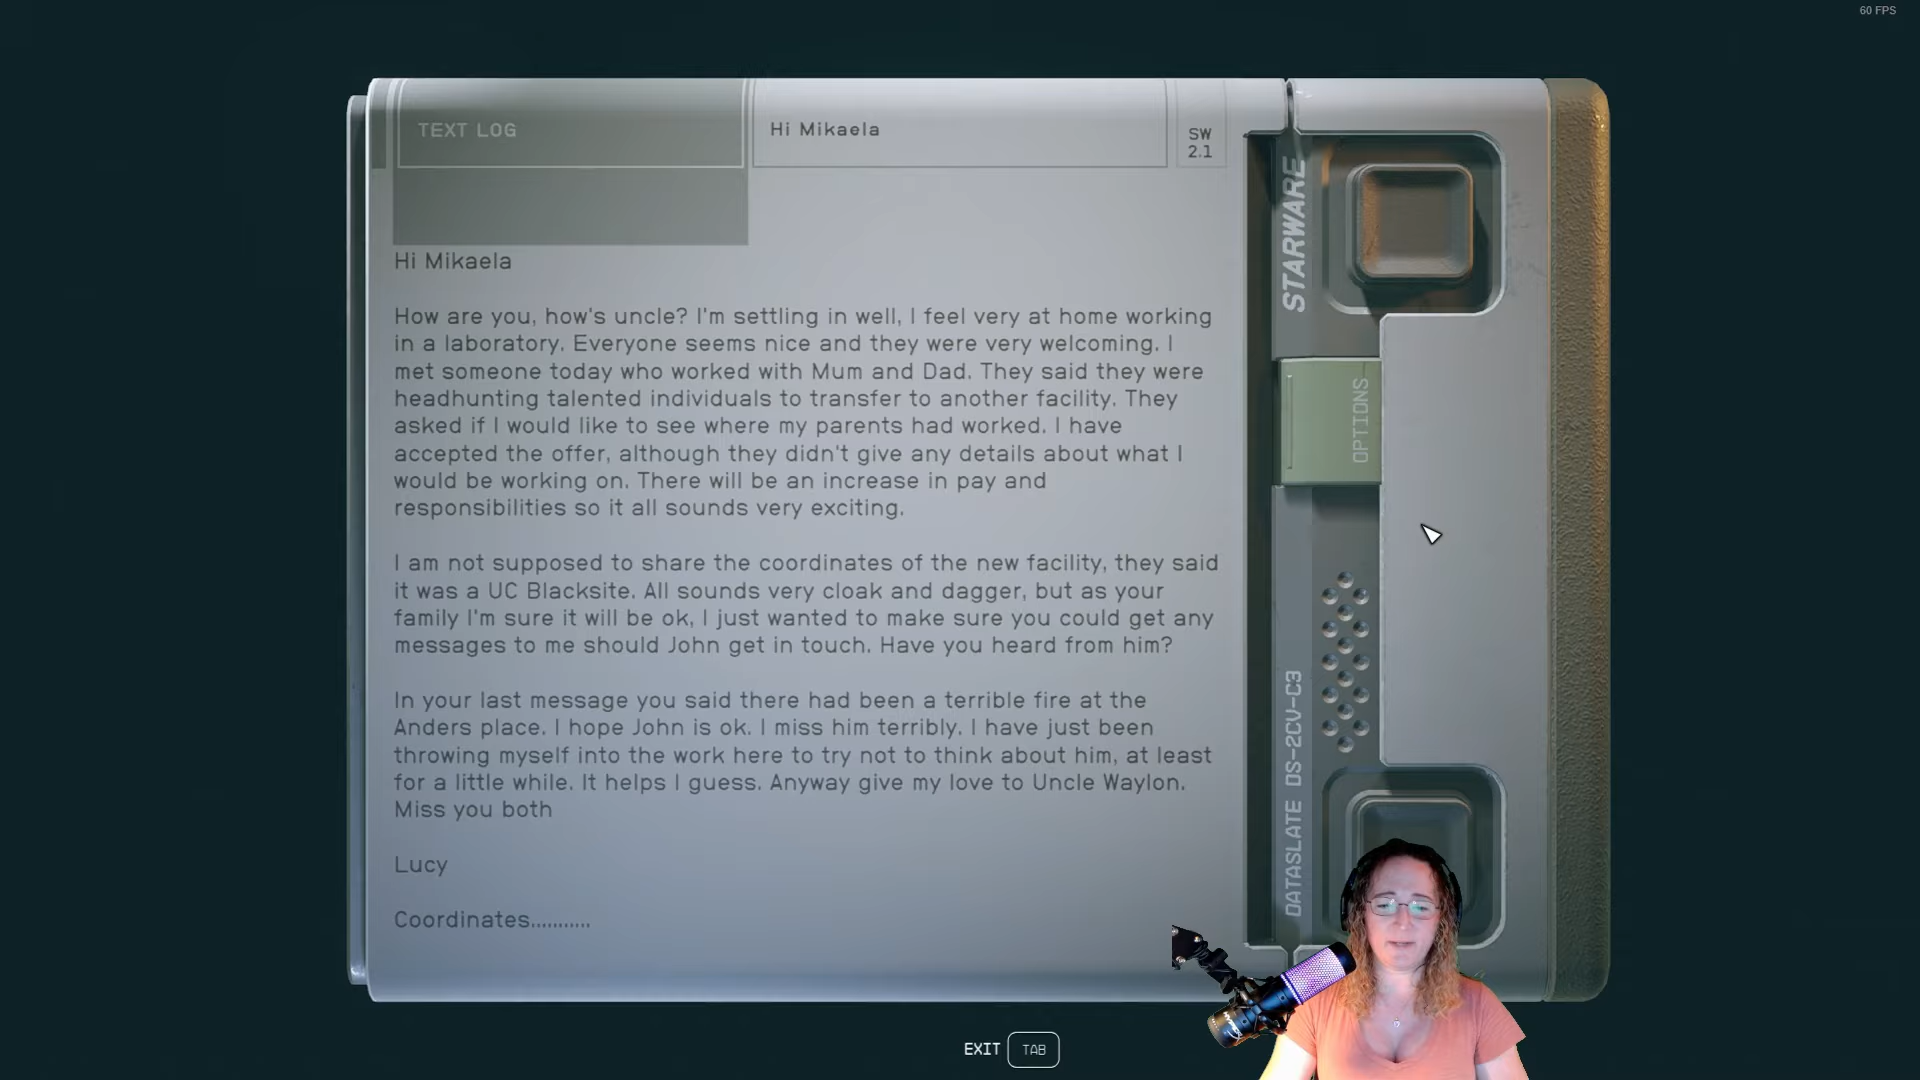 60 FPS
TEXT LOG
Hi Mikaela
SW
2.1
Hi Mikaela
How are you, how's uncle? I'm settling in well, I feel very at home working
in a laboratory. Everyone seems nice and they were very welcoming. I
met someone today who worked with Mum and Dad. They said they were
headhunting talented individuals to transfer to another facility. They
asked if I would like to see where my parents had worked. I have
accepted the offer, although they didn't give any details about what I
would be working on. There will be an increase in pay and
responsibilities so it all sounds very exciting.
I am not supposed to share the coordinates of the new facility, they said
it was a UC Blacksite. All sounds very cloak and dagger, but as your
family I'm sure it will be ok, I just wanted to make sure you could get any
messages to me should John get in touch. Have you heard from him?
In your last message you said there had been a terrible fire at the
Anders place. I hope John is ok. I miss him terribly. I have just been
throwing myself into the work here to try not to think about him, at least
for a little while. It helps I guess. Anyway give my love to Uncle Waylon.
Miss you both
Lucy
Coordinates...........
STARWARE
OPTIONS
DATASLATE DS-2CV-C3
EXIT TAB